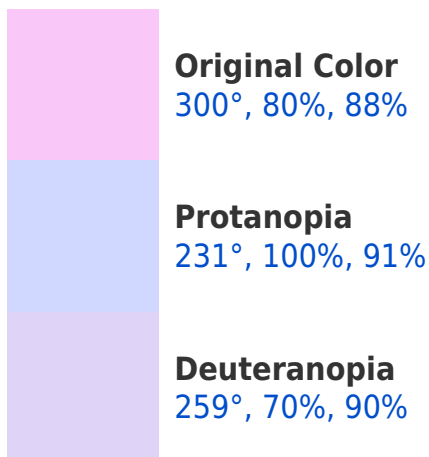 Original Color
300°, 80%, 88%
Protanopia
231°, 100%, 91%
Deuteranopia
259°, 70%, 90%